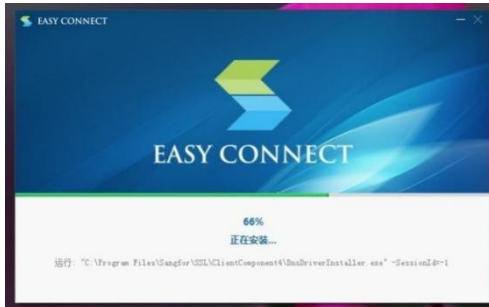 EASY CONNECT
EASY CONNECT
66%
正在安装...
运行: "C:\Program Files\Sangfor\SSL\ClientComponent4\DnsDriverInstaller.exe" -SessionId=-1